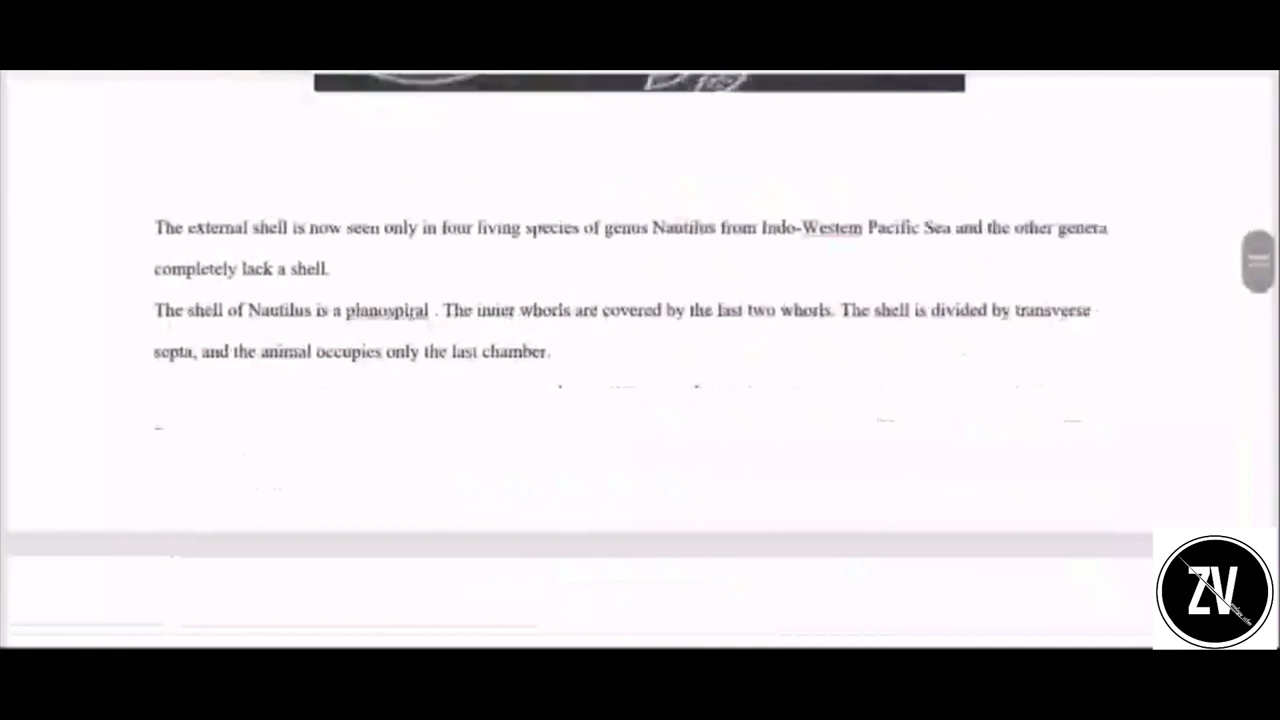 The external shell is now seen only in four living species of genus Nautilus from Indo-Western Pacific Sea and the other genera
completely lack a shell.
The shell of Nautilus is a planospiral . The inner whorls are covered by the last two whorls. The shell is divided by transverse
septa, and the animal occupies only the last chamber.
ZV